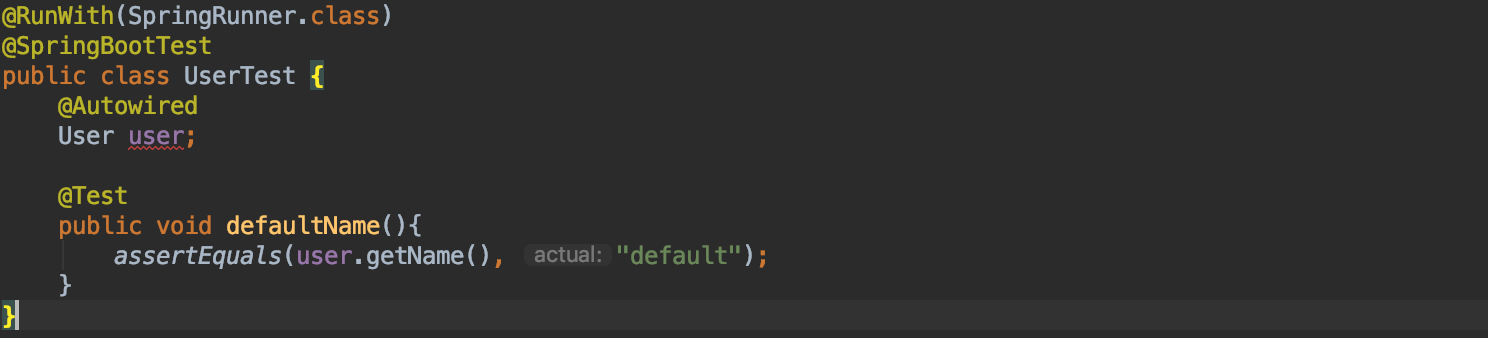 @RunWith(SpringRunner.class)
@SpringBootTest
public class UserTest {
    @Autowired
    User user;

    @Test
    public void defaultName(){
        assertEquals(user.getName(), actual: "default");
    }
}